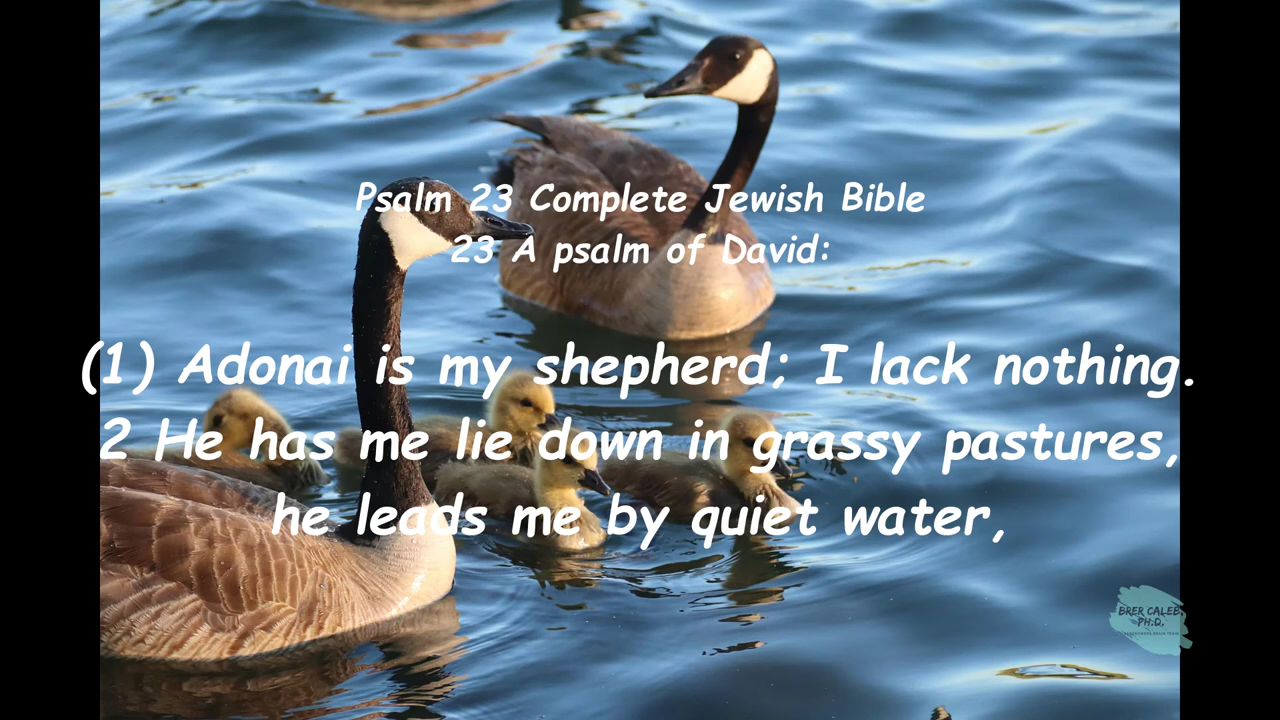 Psalm 23 Complete Jewish Bible
23 A psalm of David:
(1) Adonai is my shepherd; I lack nothing.
2 He has me lie down in grassy pastures,
he leads me by quiet water,
BRER CALEB,
PH.D.